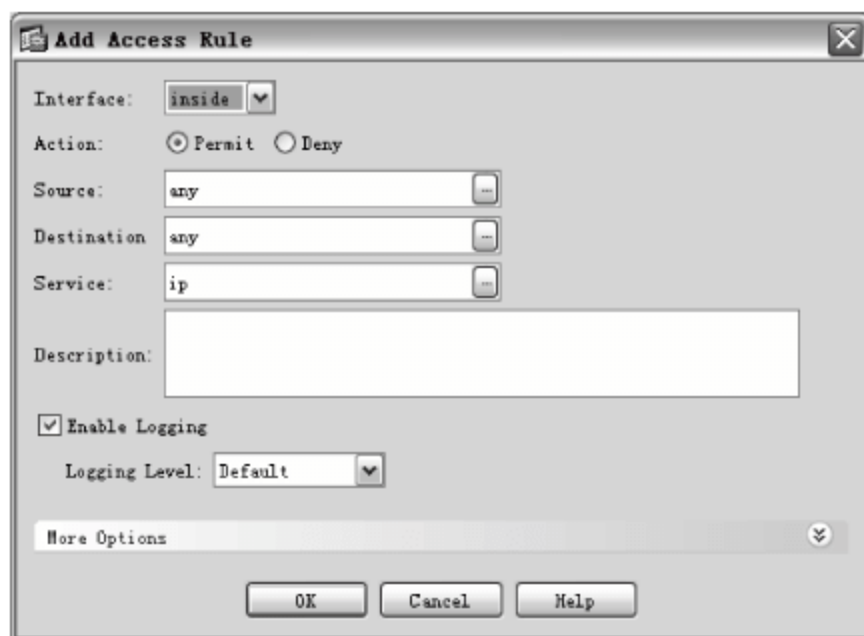 Add Access Rule
Interface: inside
Action: Permit Deny
Source: any ...
Destination any ...
Service: ip ...
Description:
Enable Logging
Logging Level: Default
More Options
OK Cancel Help